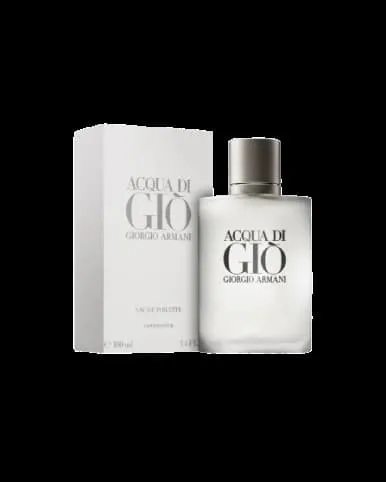 ACQUA DI
GIÒ
GIORGIO ARMANI
EAU DE TOILETTE
℮ 100 ml
ACQUA DI
GIÒ
GIORGIO ARMANI